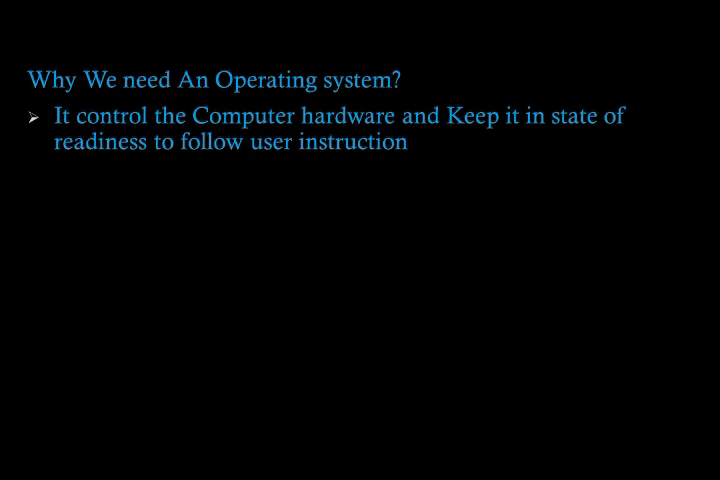 Why We need An Operating system?
It control the Computer hardware and Keep it in state of
readiness to follow user instruction